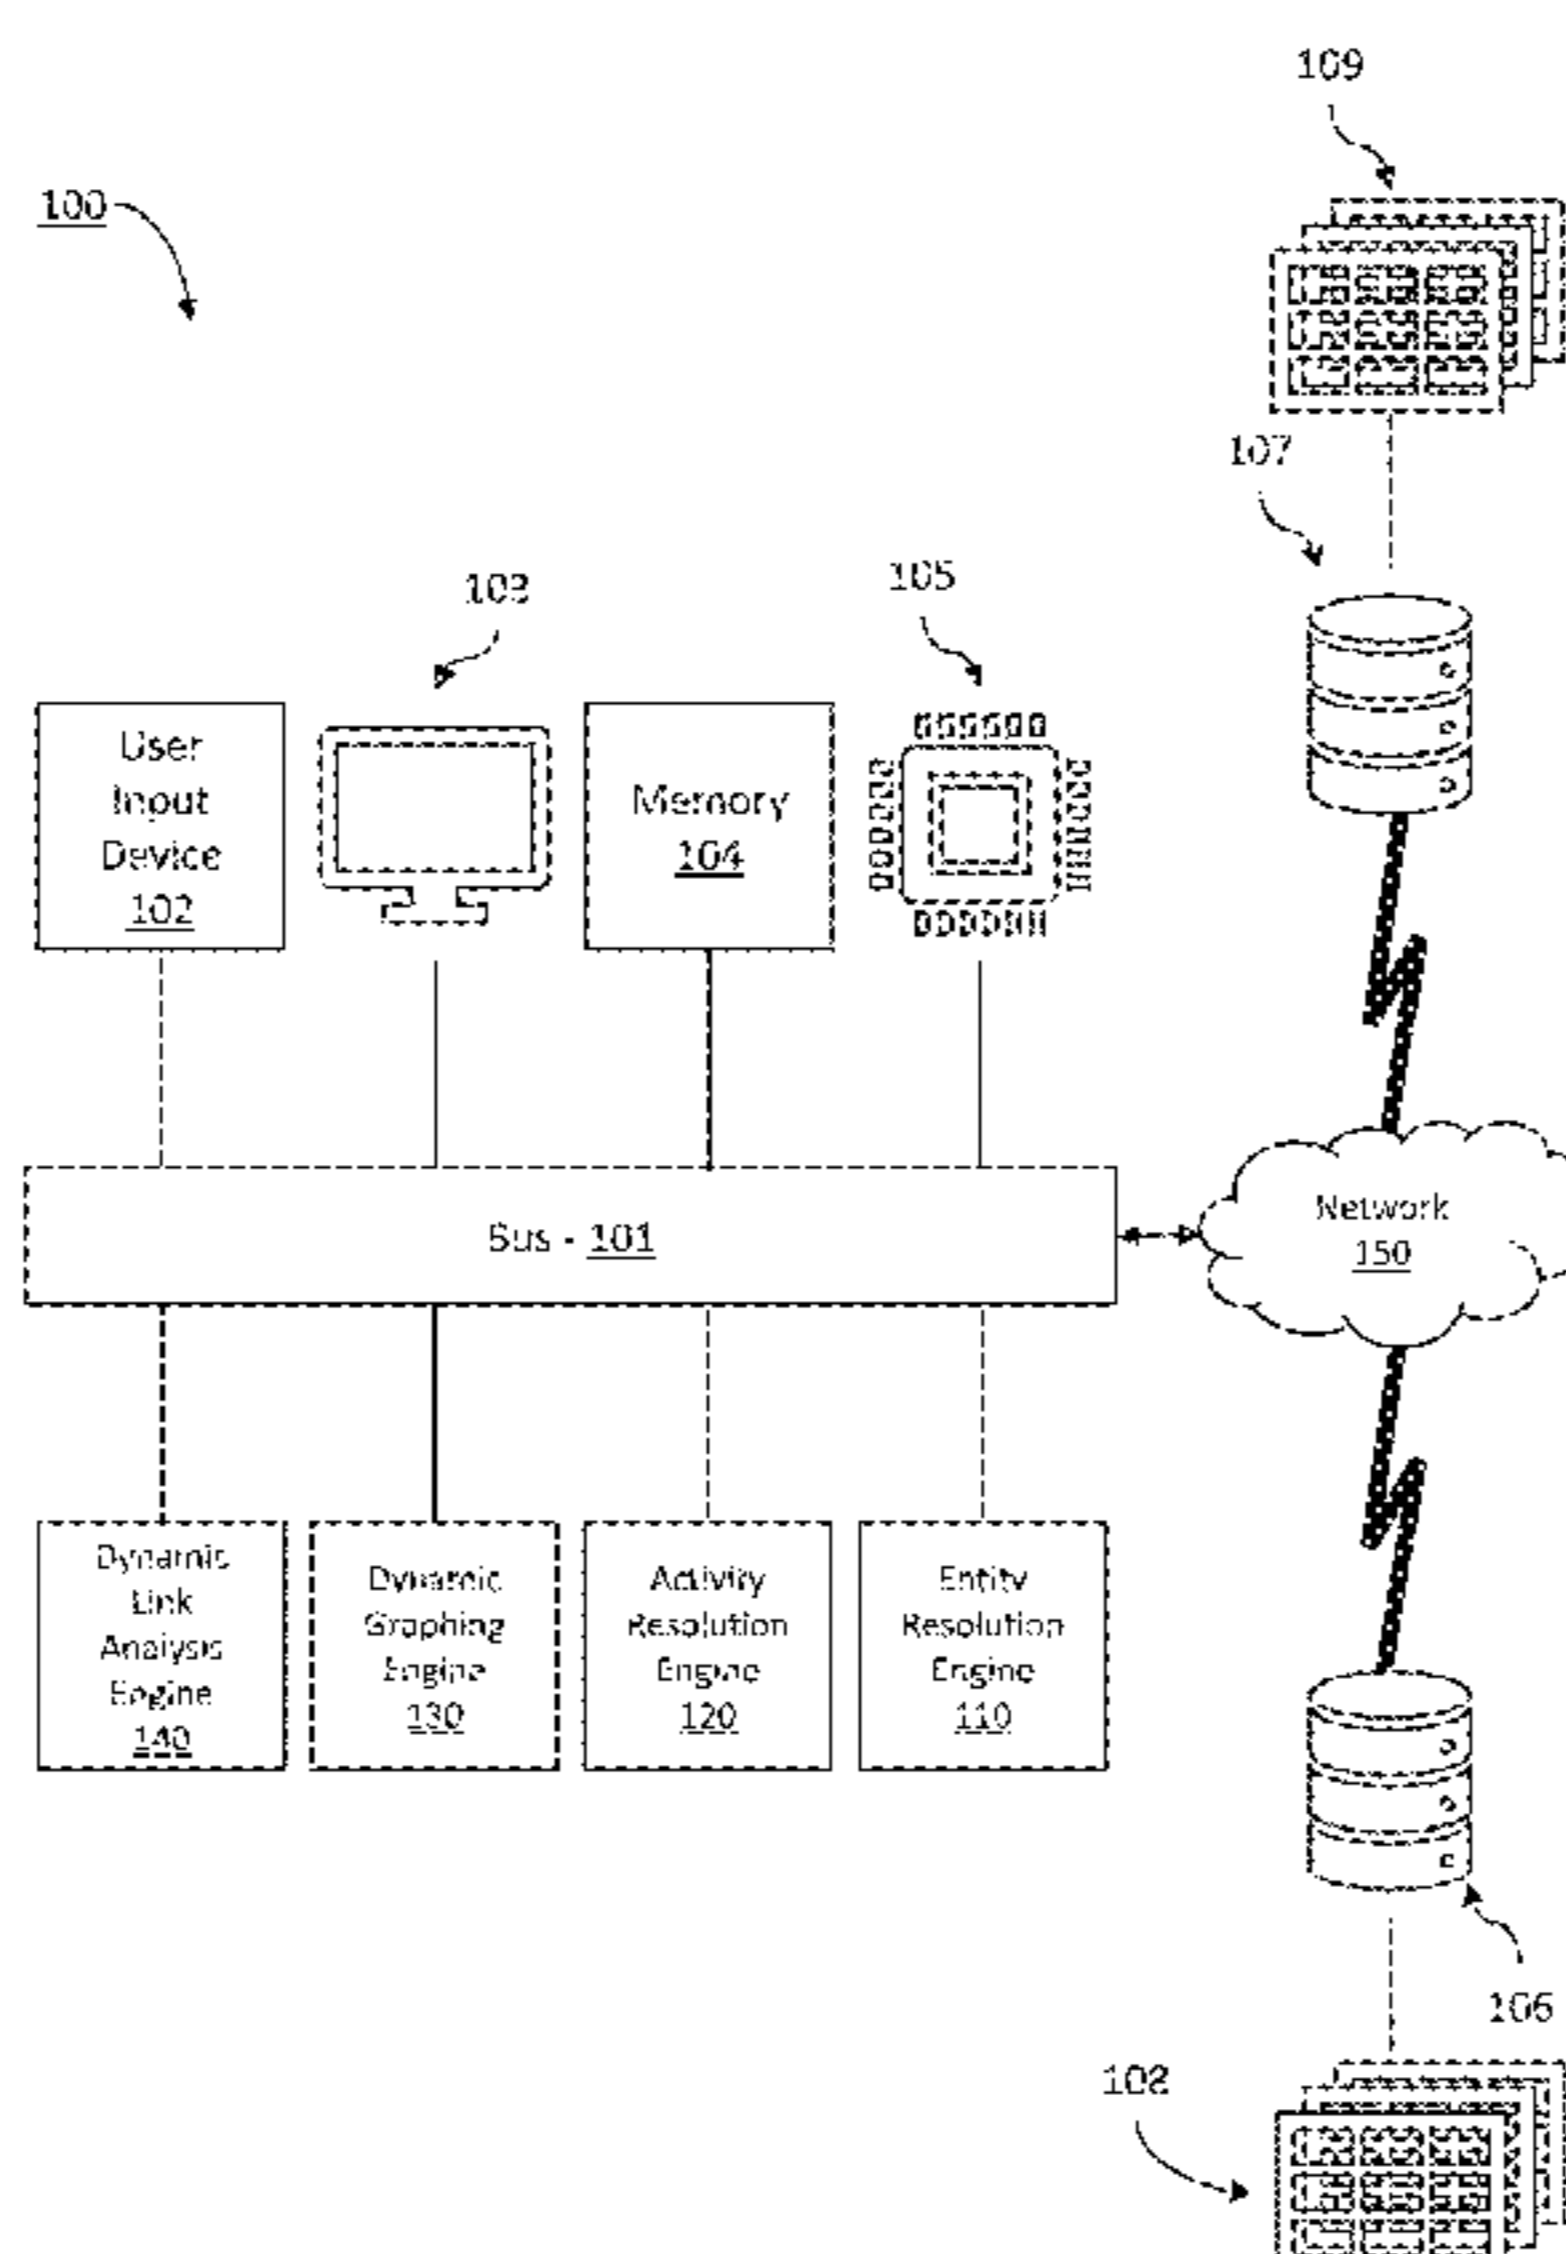 109
100
107
103
105
User
Input
Device
102
Memory
104
Bus - 101
Network
150
Dynamic
Link
Analysis
Engine
140
Dynamic
Graphing
Engine
130
Activity
Resolution
Engine
120
Entity
Resolution
Engine
110
106
108